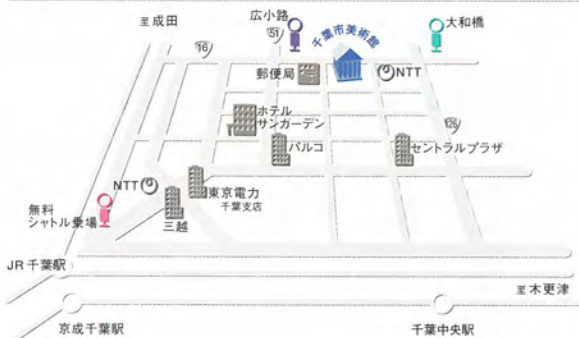 広小路
至成田
51
千葉市美術館
大和橋
16
郵便局
NTT
ホテル
サンガーデン
126
パルコ
セントラルプラザ
NTT
東京電力
千葉支店
無料
シャトル乗場
三越
JR千葉駅
至木更津
京成千葉駅
千葉中央駅